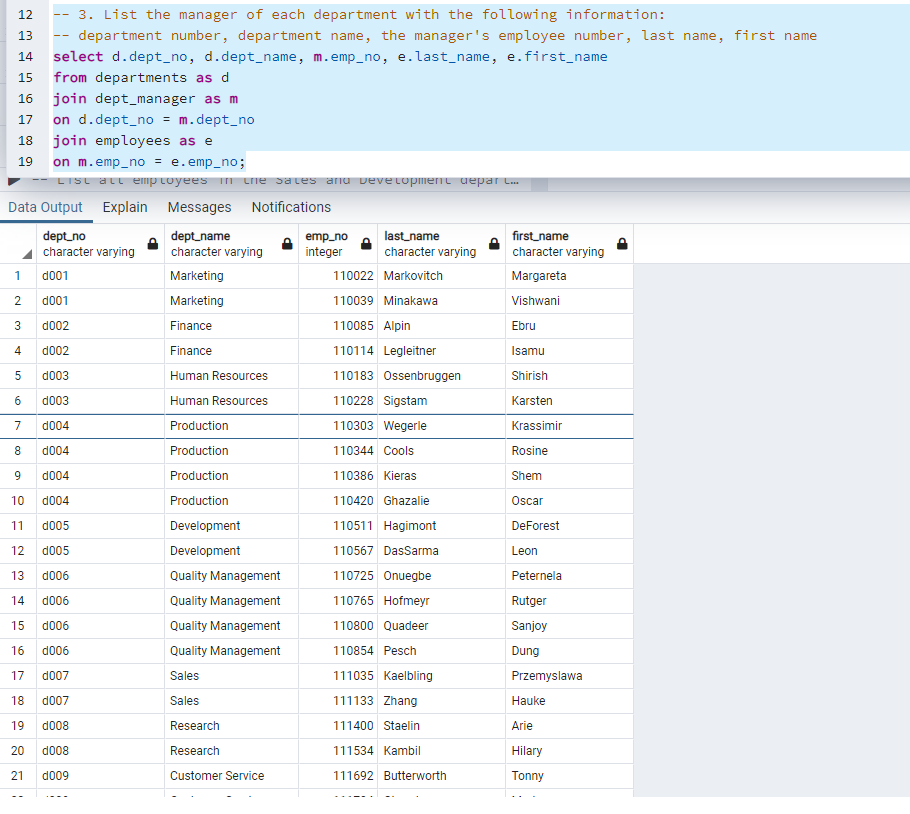 12 -- 3. List the manager of each department with the following information:
13 -- department number, department name, the manager's employee number, last name, first name
14 select d.dept_no, d.dept_name, m.emp_no, e.last_name, e.first_name
15 from departments as d
16 join dept_manager as m
17 on d.dept_no = m.dept_no
18 join employees as e
19 on m.emp_no = e.emp_no;
-- List all employees in the Sales and Development depart…
Data Output Explain Messages Notifications
dept_no dept_name emp_no last_name first_name
character varying character varying integer character varying character varying
1 d001 Marketing 110022 Markovitch Margareta
2 d001 Marketing 110039 Minakawa Vishwani
3 d002 Finance 110085 Alpin Ebru
4 d002 Finance 110114 Legleitner Isamu
5 d003 Human Resources 110183 Ossenbruggen Shirish
6 d003 Human Resources 110228 Sigstam Karsten
7 d004 Production 110303 Wegerle Krassimir
8 d004 Production 110344 Cools Rosine
9 d004 Production 110386 Kieras Shem
10 d004 Production 110420 Ghazalie Oscar
11 d005 Development 110511 Hagimont DeForest
12 d005 Development 110567 DasSarma Leon
13 d006 Quality Management 110725 Onuegbe Peternela
14 d006 Quality Management 110765 Hofmeyr Rutger
15 d006 Quality Management 110800 Quadeer Sanjoy
16 d006 Quality Management 110854 Pesch Dung
17 d007 Sales 111035 Kaelbling Przemyslawa
18 d007 Sales 111133 Zhang Hauke
19 d008 Research 111400 Staelin Arie
20 d008 Research 111534 Kambil Hilary
21 d009 Customer Service 111692 Butterworth Tonny